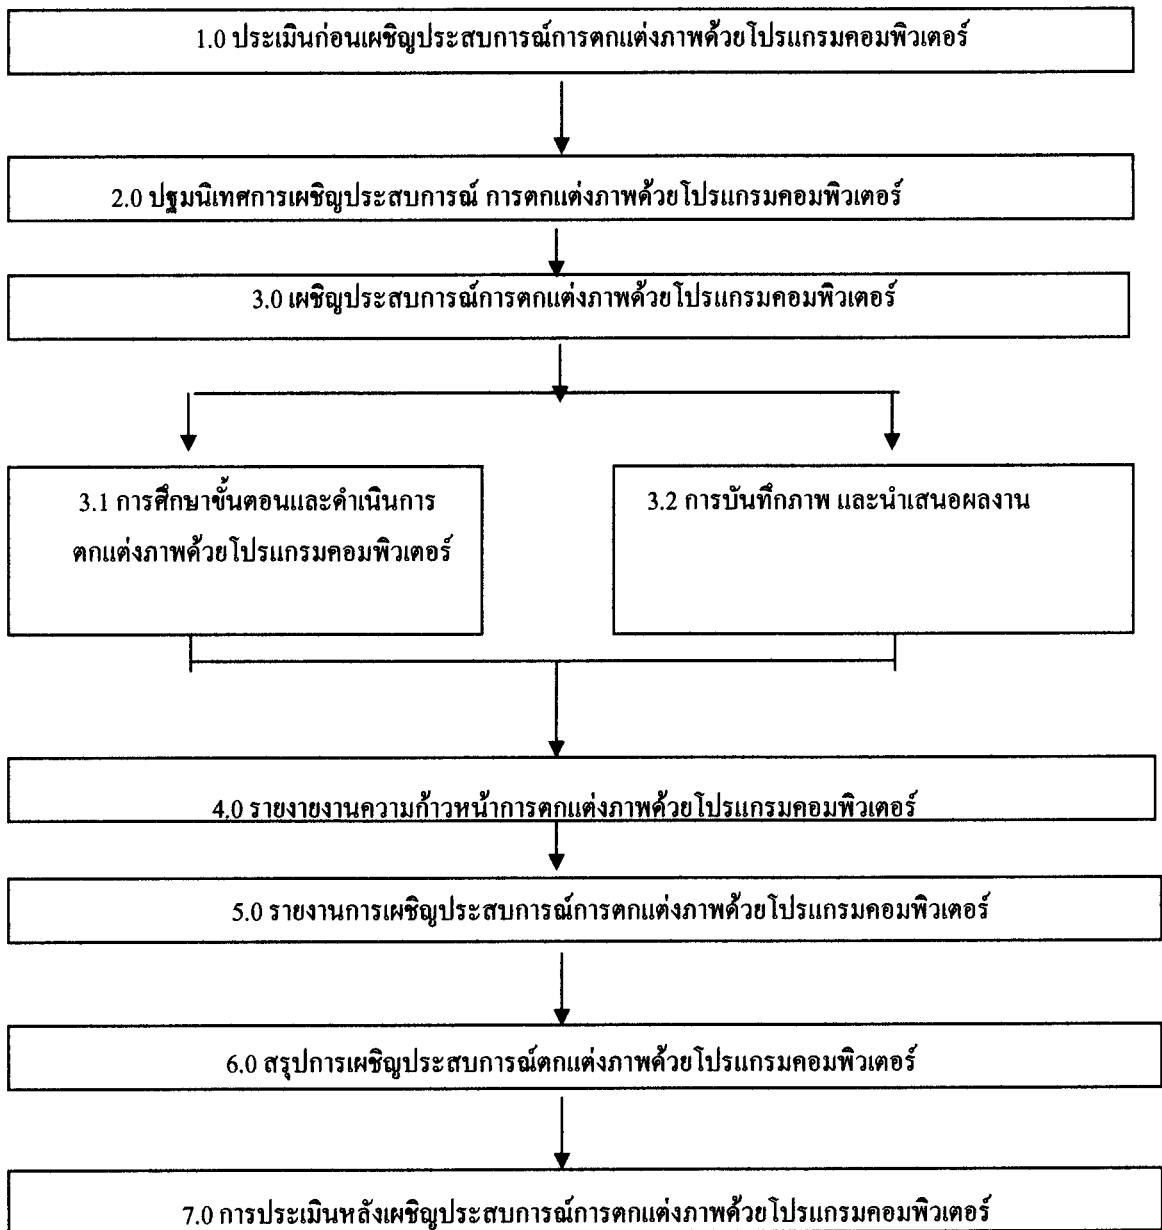 1.0 ประเมินก่อนเผชิญประสบการณ์การตกแต่งภาพด้วยโปรแกรมคอมพิวเตอร์
2.0 ปฐมนิเทศการเผชิญประสบการณ์ การตกแต่งภาพด้วยโปรแกรมคอมพิวเตอร์
3.0 เผชิญประสบการณ์การตกแต่งภาพด้วยโปรแกรมคอมพิวเตอร์
3.1 การศึกษาขั้นตอนและดำเนินการ
ตกแต่งภาพด้วยโปรแกรมคอมพิวเตอร์
3.2 การบันทึกภาพ และนำเสนอผลงาน
4.0 รายงายงานความก้าวหน้าการตกแต่งภาพด้วยโปรแกรมคอมพิวเตอร์
5.0 รายงานการเผชิญประสบการณ์การตกแต่งภาพด้วยโปรแกรมคอมพิวเตอร์
6.0 สรุปการเผชิญประสบการณ์ตกแต่งภาพด้วยโปรแกรมคอมพิวเตอร์
7.0 การประเมินหลังเผชิญประสบการณ์การตกแต่งภาพด้วยโปรแกรมคอมพิวเตอร์